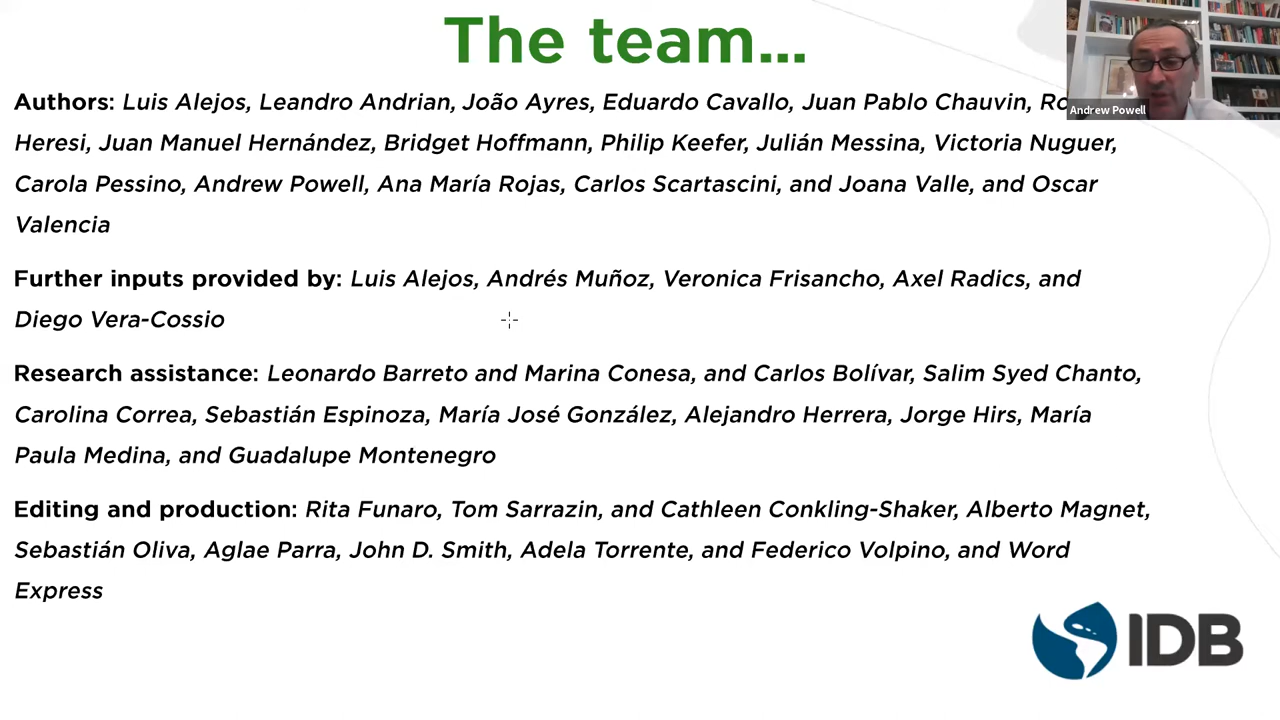 The team...
Authors: Luis Alejos, Leandro Andrian, João Ayres, Eduardo Cavallo, Juan Pablo Chauvin,
Heresi, Juan Manuel Hernández, Bridget Hoffmann, Philip Keefer, Julián Messina, Victoria Nuguer,
Carola Pessino, Andrew Powell, Ana María Rojas, Carlos Scartascini, and Joana Valle, and Oscar
Valencia
Further inputs provided by: Luis Alejos, Andrés Muñoz, Veronica Frisancho, Axel Radics, and
Diego Vera-Cossio
Research assistance: Leonardo Barreto and Marina Conesa, and Carlos Bolívar, Salim Syed Chanto,
Carolina Correa, Sebastián Espinoza, María José González, Alejandro Herrera, Jorge Hirs, María
Paula Medina, and Guadalupe Montenegro
Editing and production: Rita Funaro, Tom Sarrazin, and Cathleen Conkling-Shaker, Alberto Magnet,
Sebastián Oliva, Aglae Parra, John D. Smith, Adela Torrente, and Federico Volpino, and Word
Express
Andrew Powell
IDB